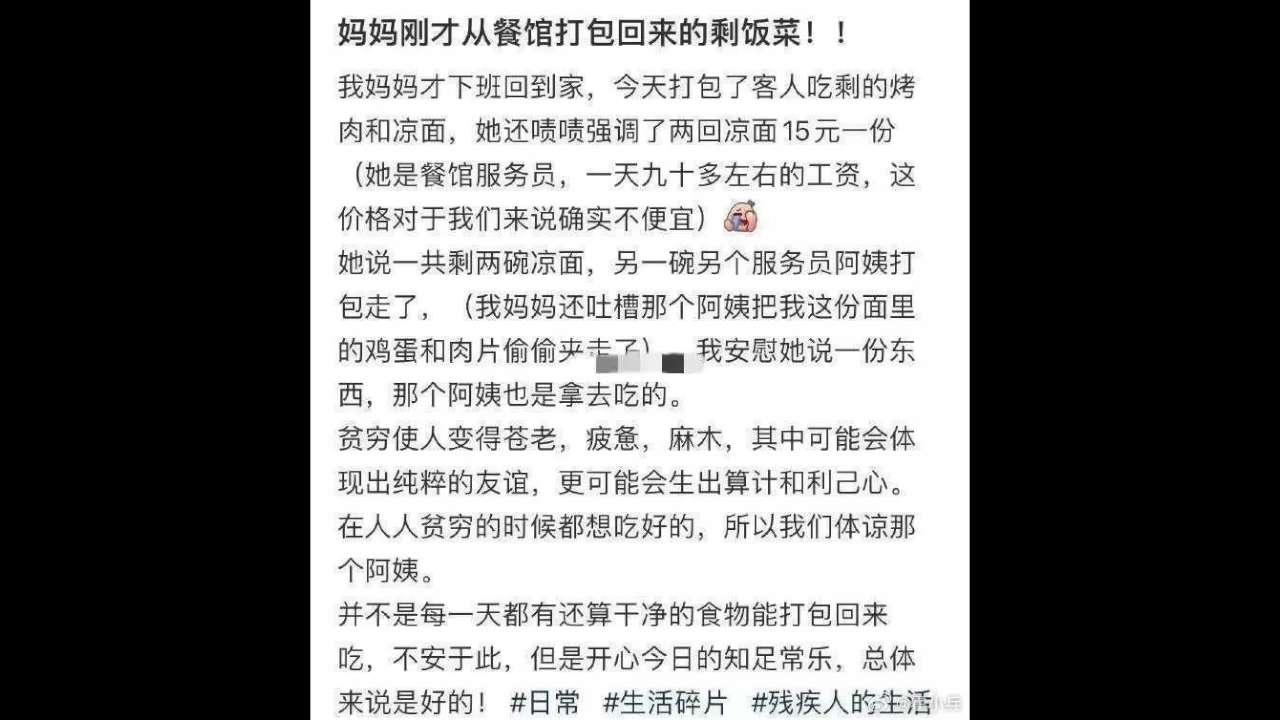 妈妈刚才从餐馆打包回来的剩饭菜！！
我妈妈才下班回到家，今天打包了客人吃剩的烤
肉和凉面，她还啧啧强调了两回凉面15元一份
（她是餐馆服务员，一天九十多左右的工资，这
价格对于我们来说确实不便宜）
她说一共剩两碗凉面，另一碗另个服务员阿姨打
包走了，（我妈妈还吐槽那个阿姨把我这份面里
的鸡蛋和肉片偷偷夹走了） 我安慰她说一份东
西，那个阿姨也是拿去吃的。
贫穷使人变得苍老，疲惫，麻木，其中可能会体
现出纯粹的友谊，更可能会生出算计和利己心。
在人人贫穷的时候都想吃好的，所以我们体谅那
个阿姨。
并不是每一天都有还算干净的食物能打包回来
吃，不安于此，但是开心今日的知足常乐，总体
来说是好的！ #日常 #生活碎片 #残疾人的生活